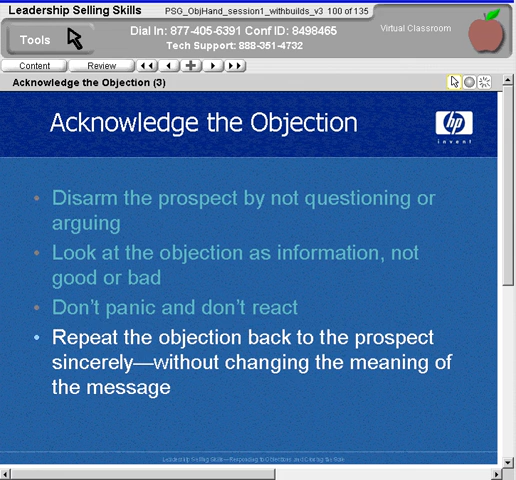 Leadership Selling Skills
PSG_ObjHand_session1_withbuilds_v3 100 of 135
Tools
Dial In: 877-405-6391 Conf ID: 8498465
Tech Support: 888-351-4732
Virtual Classroom
Content
Review
Acknowledge the Objection (3)
Acknowledge the Objection
hp
invent
• Disarm the prospect by not questioning or
arguing
• Look at the objection as information, not
good or bad
• Don't panic and don't react
• Repeat the objection back to the prospect
sincerely—without changing the meaning of
the message